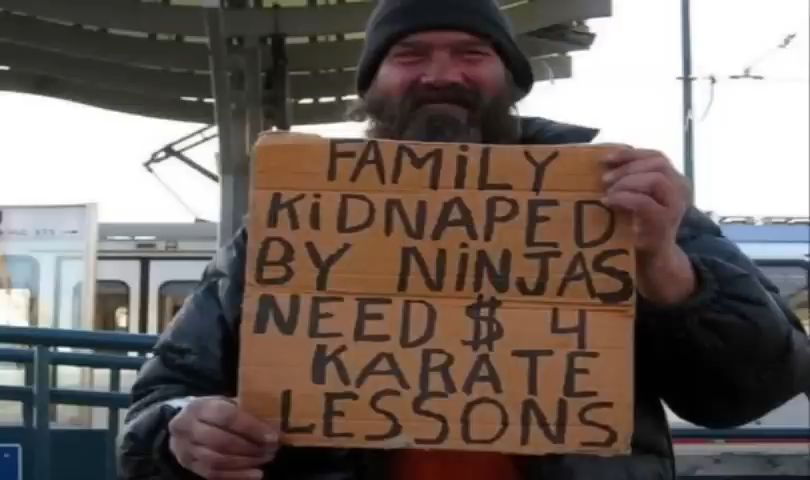 FAMiLY
KiDNAPED
BY NiNJAS
NEED $ 4
KARATE
LESSONS